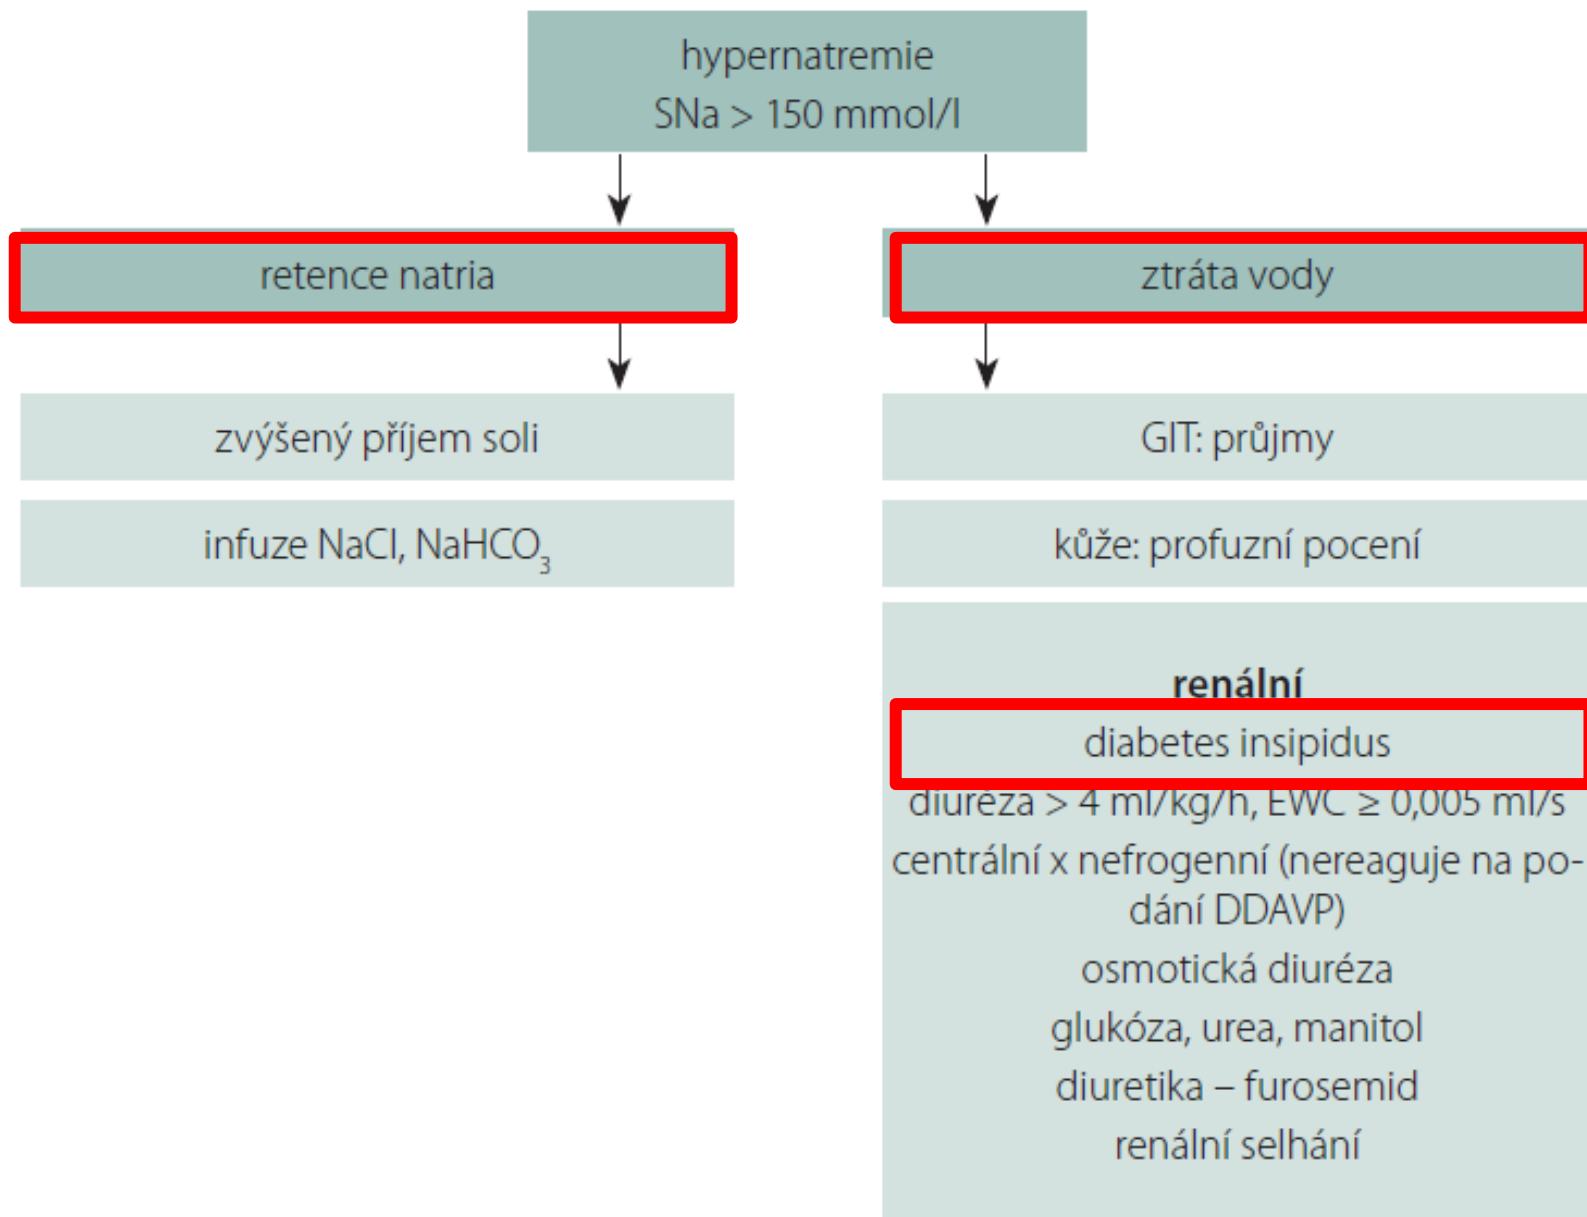 hypernatremie
SNa > 150 mmol/l
retence natria
ztráta vody
zvýšený příjem soli
GIT: průjmy
infuze NaCl, NaHCO₃
kůže: profuzní pocení
renální
diabetes insipidus
diuréza > 4 ml/kg/h, EWC ≥ 0,005 ml/s
centrální x nefrogenní (nereaguje na po-
dání DDAVP)
osmotická diuréza
glukóza, urea, manitol
diuretika – furosemid
renální selhání